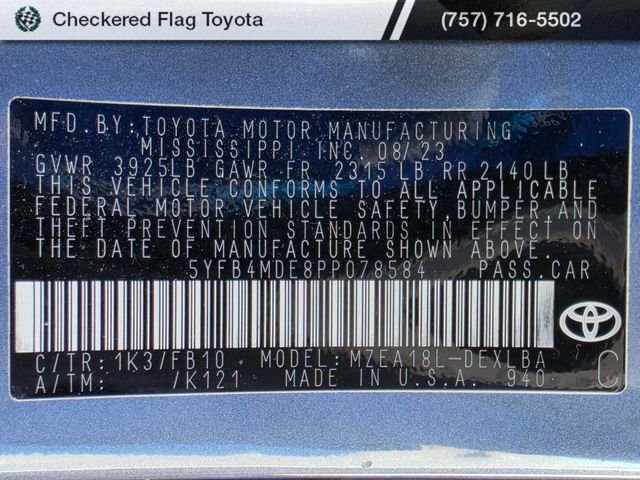 Checkered Flag Toyota
(757) 716-5502
MFD. BY: TOYOTA MOTOR MANUFACTURING
MISSISSIPPI INC. 08/23
GVWR 3925LB GAWR FR 2315 LB RR 2140 LB
THIS VEHICLE CONFORMS TO ALL APPLICABLE
FEDERAL MOTOR VEHICLE SAFETY, BUMPER, AND
THEFT PREVENTION STANDARDS IN EFFECT ON
THE DATE OF MANUFACTURE SHOWN ABOVE.
5YFB4MDE8PP078584 PASS. CAR
C/TR: 1K3/FB10 MODEL: MZEA18L-DEXLBA
A/TM: /K121 MADE IN U.S.A. 940 C